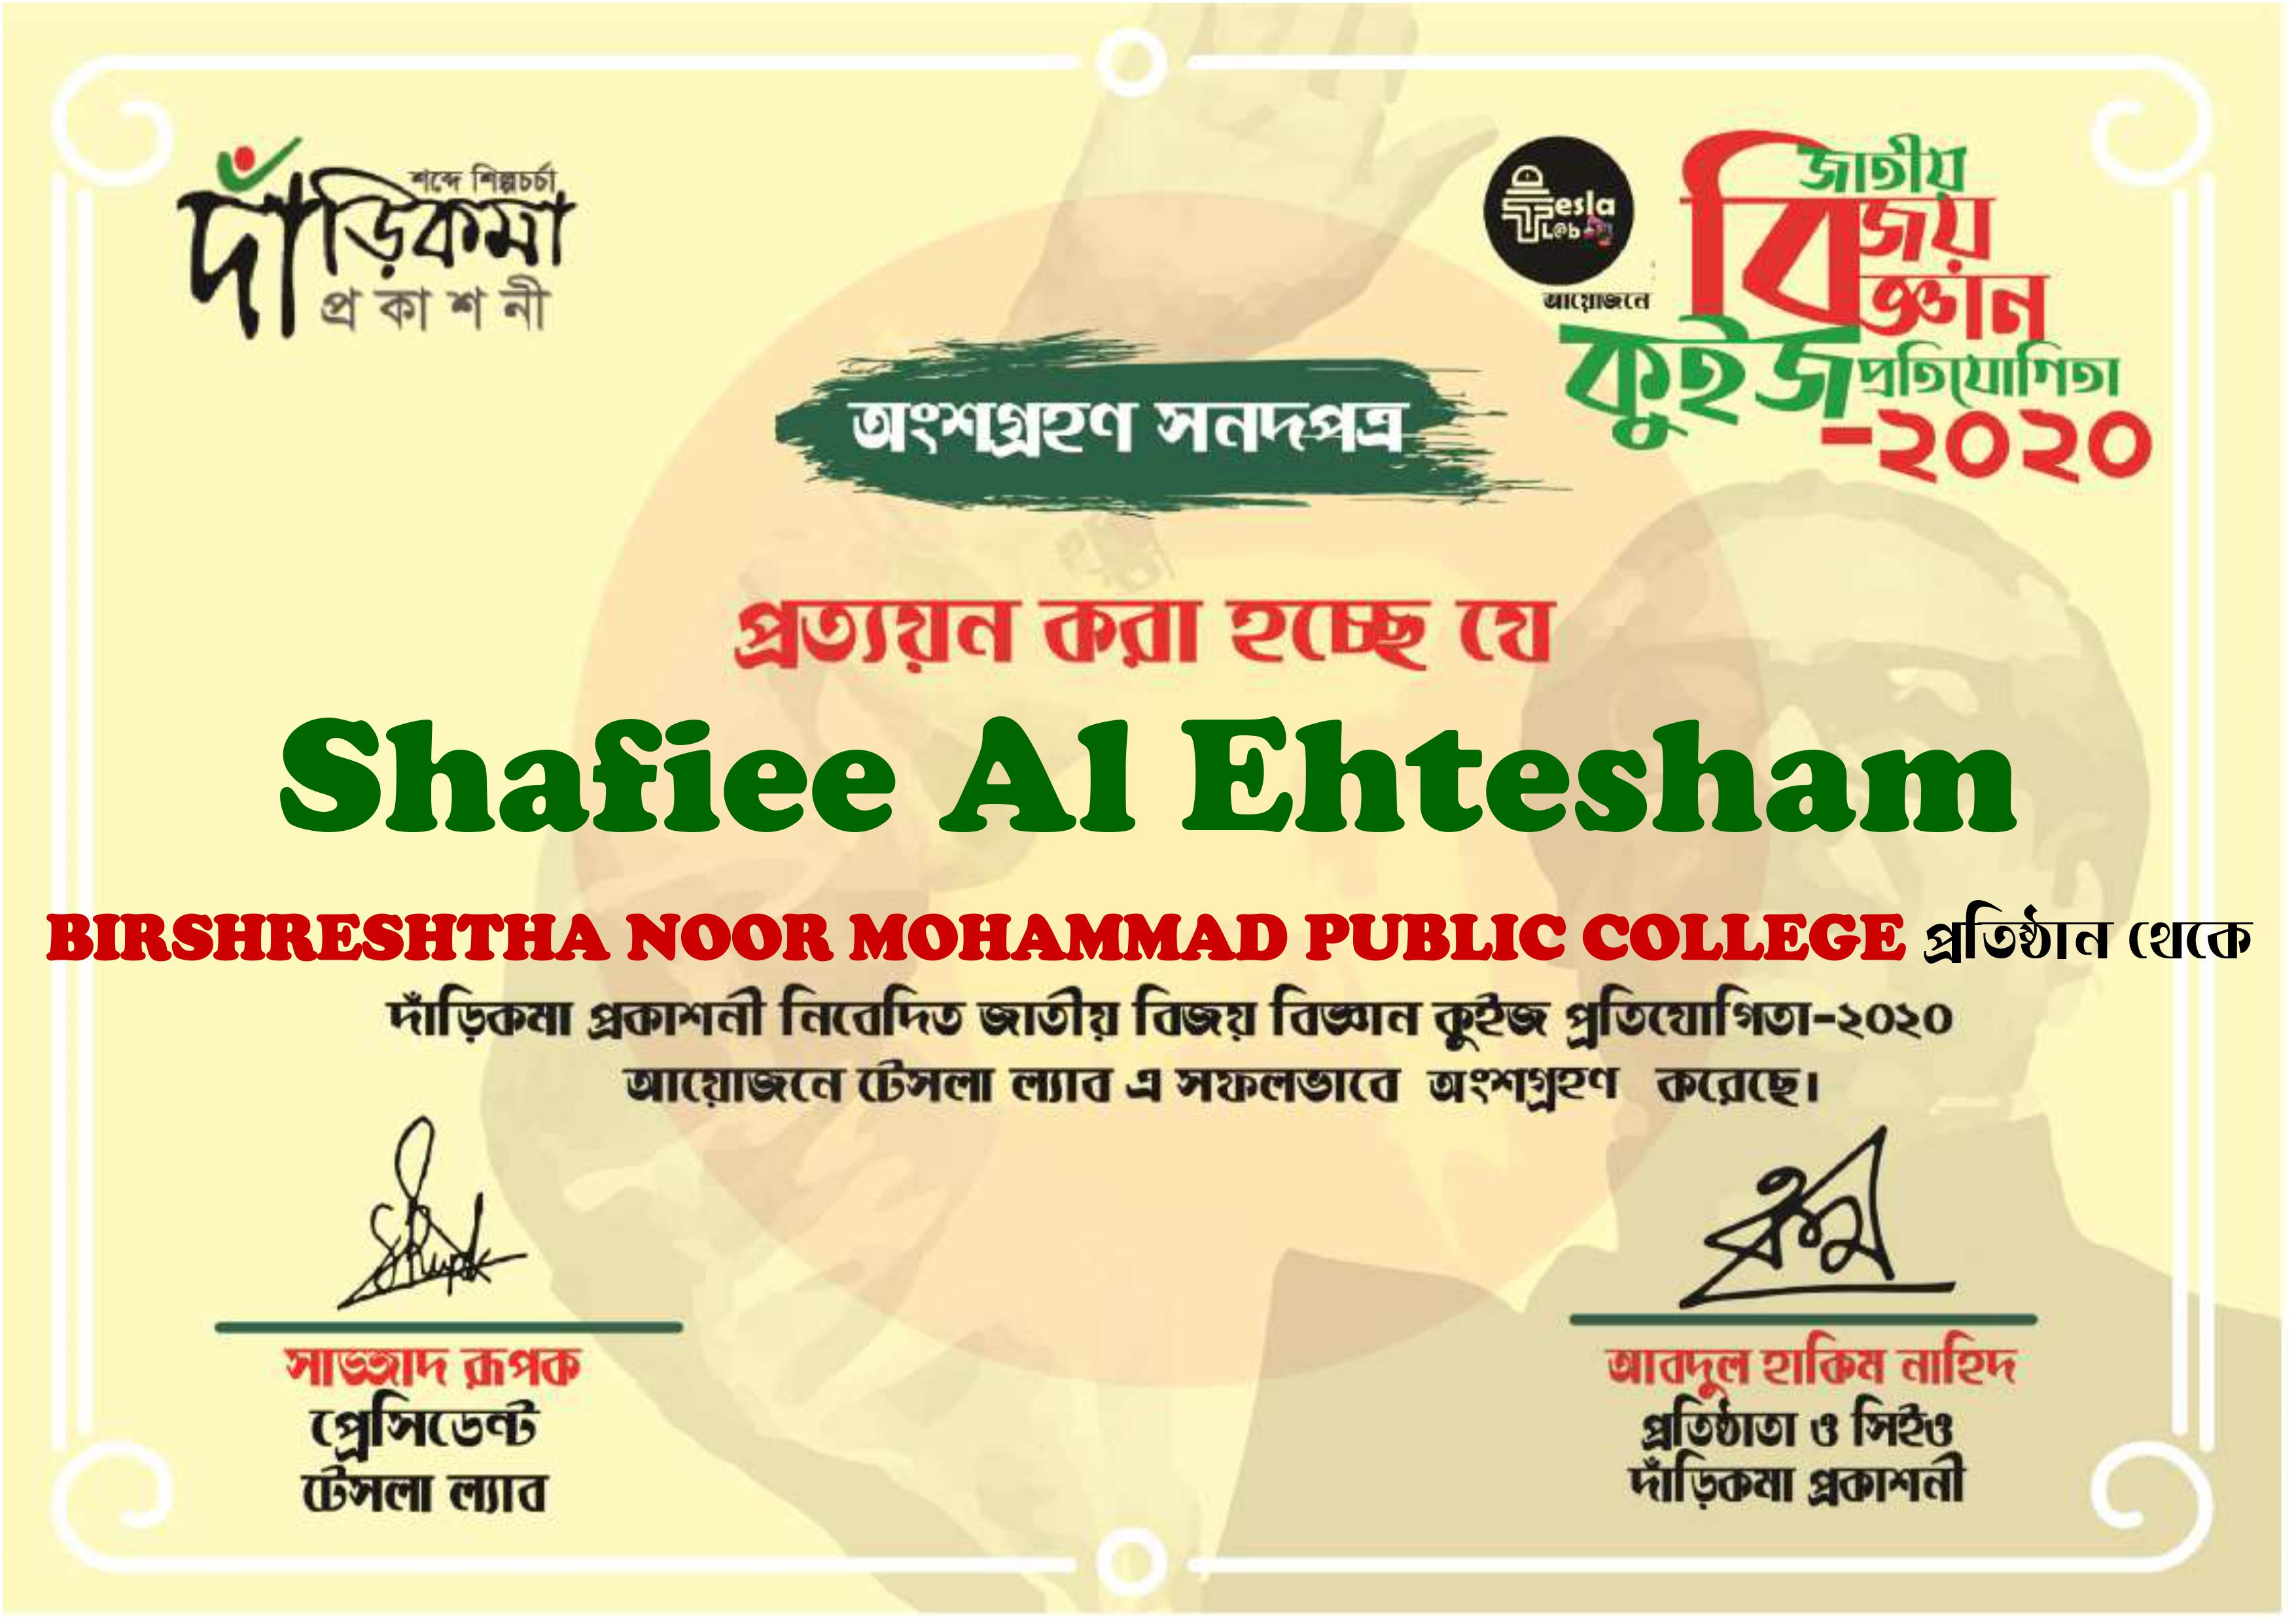 শব্দে শিল্পচর্চা
দাঁড়িকমা
প্রকাশনী
Tesla
L@b
আয়োজনে
জাতীয়
বিজয়
বিজ্ঞান
কুইজ প্রতিযোগিতা
-২০২০
অংশগ্রহণ সনদপত্র
প্রত্যয়ন করা হচ্ছে যে
Shafiee Al Ehtesham
BIRSHRESHTHA NOOR MOHAMMAD PUBLIC COLLEGE প্রতিষ্ঠান থেকে
দাঁড়িকমা প্রকাশনী নিবেদিত জাতীয় বিজয় বিজ্ঞান কুইজ প্রতিযোগিতা-২০২০
আয়োজনে টেসলা ল্যাব এ সফলভাবে অংশগ্রহণ করেছে।
সাজ্জাদ রূপক
প্রেসিডেন্ট
টেসলা ল্যাব
আবদুল হাকিম নাহিদ
প্রতিষ্ঠাতা ও সিইও
দাঁড়িকমা প্রকাশনী